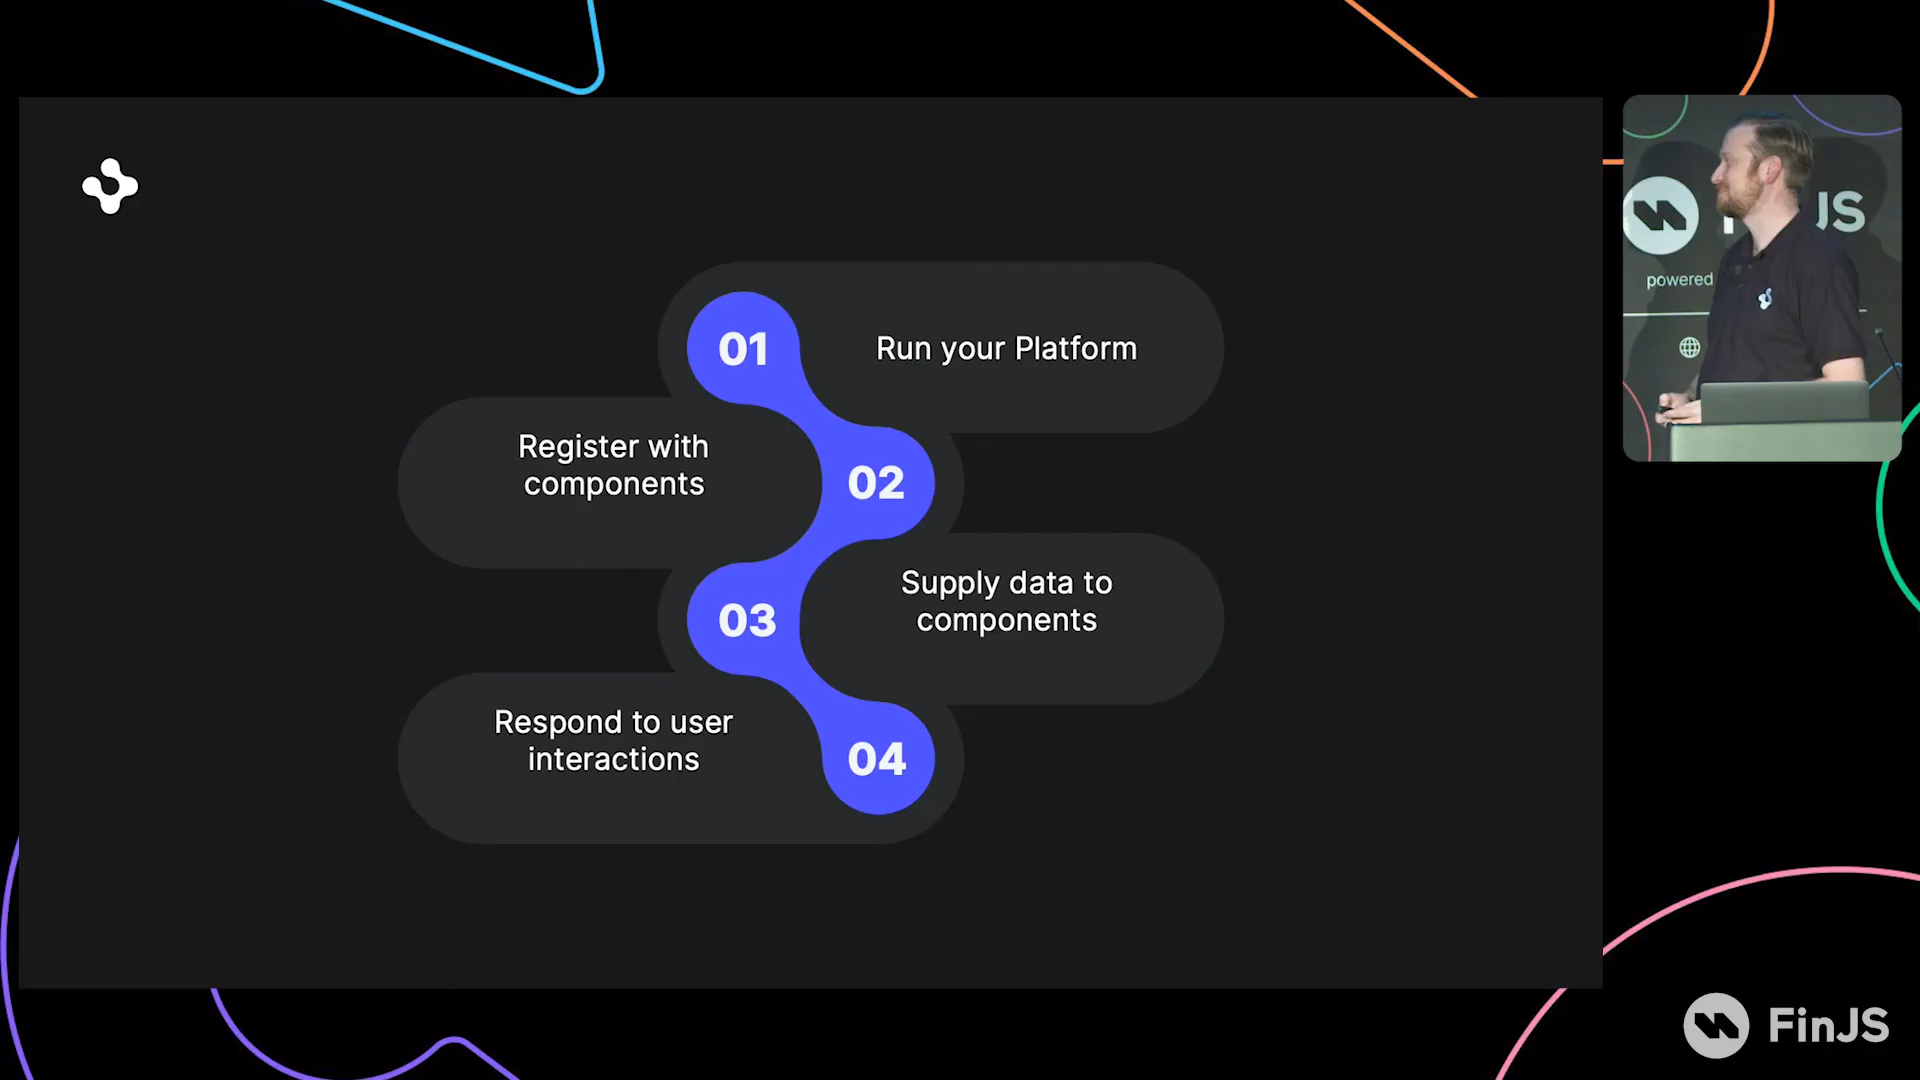 01
Run your Platform
Register with
components
02
03
Supply data to
components
Respond to user
interactions
04
JS
powered
FinJS